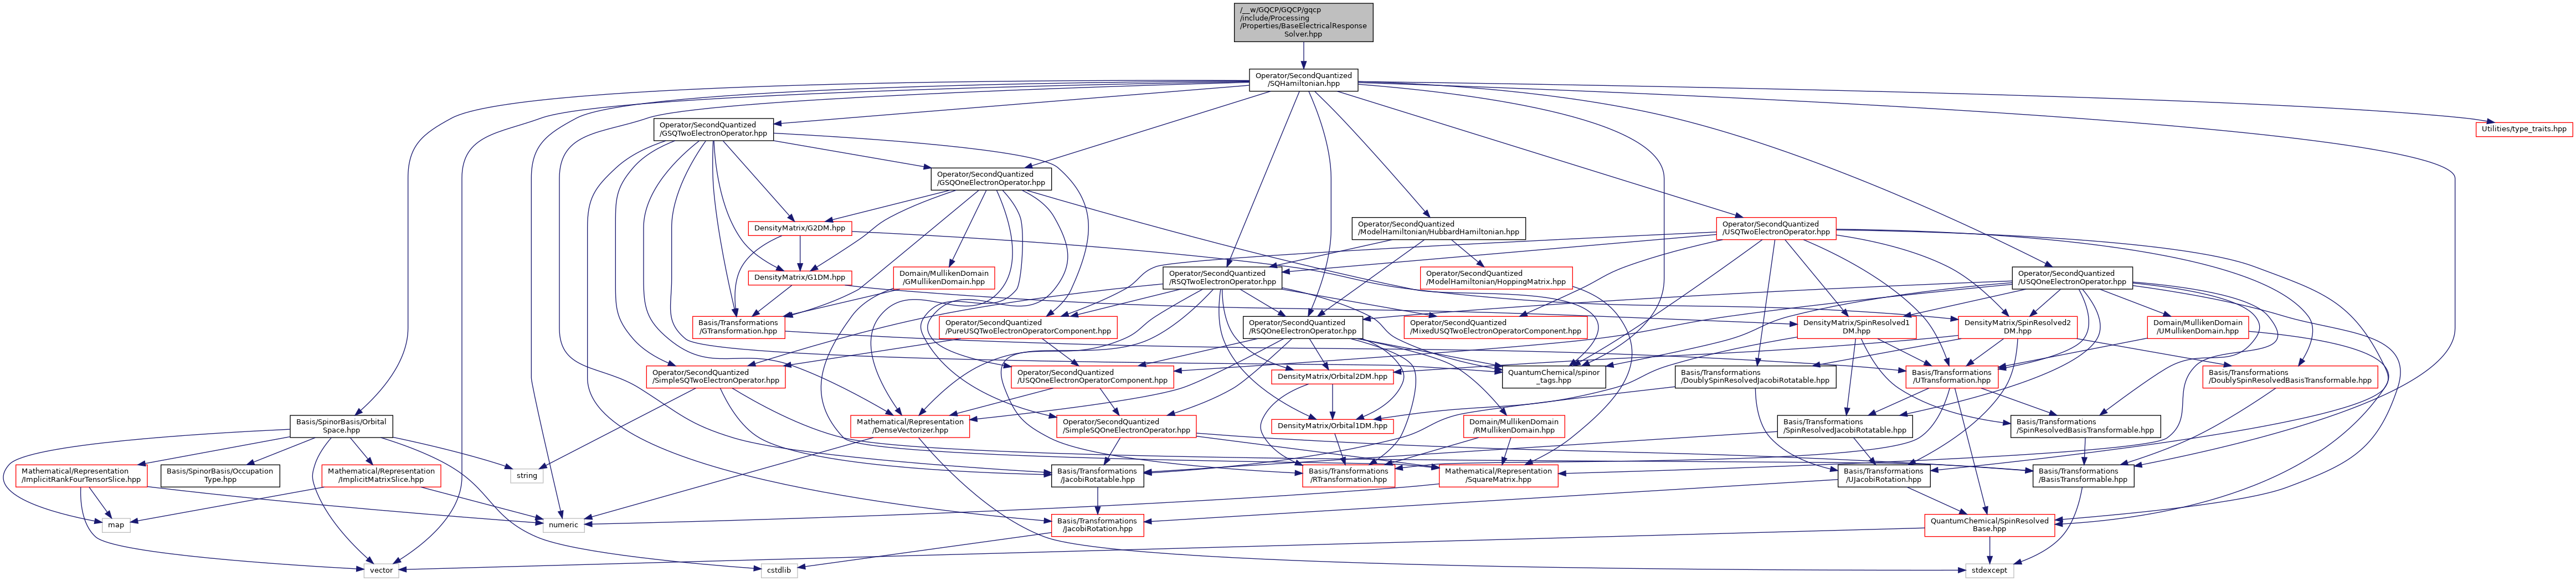 /__w/GQCP/GQCP/gqcp
/include/Processing
/Properties/BaseElectricalResponse
Solver.hpp
Operator/SecondQuantized
/SQHamiltonian.hpp
Operator/SecondQuantized
/GSQTwoElectronOperator.hpp
Utilities/type_traits.hpp
Operator/SecondQuantized
/GSQOneElectronOperator.hpp
DensityMatrix/G2DM.hpp
Operator/SecondQuantized
/ModelHamiltonian/HubbardHamiltonian.hpp
Operator/SecondQuantized
/USQTwoElectronOperator.hpp
DensityMatrix/G1DM.hpp
Domain/MullikenDomain
/GMullikenDomain.hpp
Operator/SecondQuantized
/RSQTwoElectronOperator.hpp
Operator/SecondQuantized
/ModelHamiltonian/HoppingMatrix.hpp
Operator/SecondQuantized
/USQOneElectronOperator.hpp
Basis/Transformations
/GTransformation.hpp
Operator/SecondQuantized
/PureUSQTwoElectronOperatorComponent.hpp
Operator/SecondQuantized
/RSQOneElectronOperator.hpp
Operator/SecondQuantized
/MixedUSQTwoElectronOperatorComponent.hpp
DensityMatrix/SpinResolved1
DM.hpp
DensityMatrix/SpinResolved2
DM.hpp
Domain/MullikenDomain
/UMullikenDomain.hpp
Operator/SecondQuantized
/SimpleSQTwoElectronOperator.hpp
Operator/SecondQuantized
/USQOneElectronOperatorComponent.hpp
DensityMatrix/Orbital2DM.hpp
QuantumChemical/spinor
_tags.hpp
Basis/Transformations
/DoublySpinResolvedJacobiRotatable.hpp
Basis/Transformations
/UTransformation.hpp
Basis/Transformations
/DoublySpinResolvedBasisTransformable.hpp
Basis/SpinorBasis/Orbital
Space.hpp
Mathematical/Representation
/DenseVectorizer.hpp
Operator/SecondQuantized
/SimpleSQOneElectronOperator.hpp
DensityMatrix/Orbital1DM.hpp
Domain/MullikenDomain
/RMullikenDomain.hpp
Basis/Transformations
/SpinResolvedJacobiRotatable.hpp
Basis/Transformations
/SpinResolvedBasisTransformable.hpp
Mathematical/Representation
/ImplicitRankFourTensorSlice.hpp
Basis/SpinorBasis/Occupation
Type.hpp
Mathematical/Representation
/ImplicitMatrixSlice.hpp
string
Basis/Transformations
/JacobiRotatable.hpp
Basis/Transformations
/RTransformation.hpp
Mathematical/Representation
/SquareMatrix.hpp
Basis/Transformations
/UJacobiRotation.hpp
Basis/Transformations
/BasisTransformable.hpp
map
numeric
Basis/Transformations
/JacobiRotation.hpp
QuantumChemical/SpinResolved
Base.hpp
vector
cstdlib
stdexcept